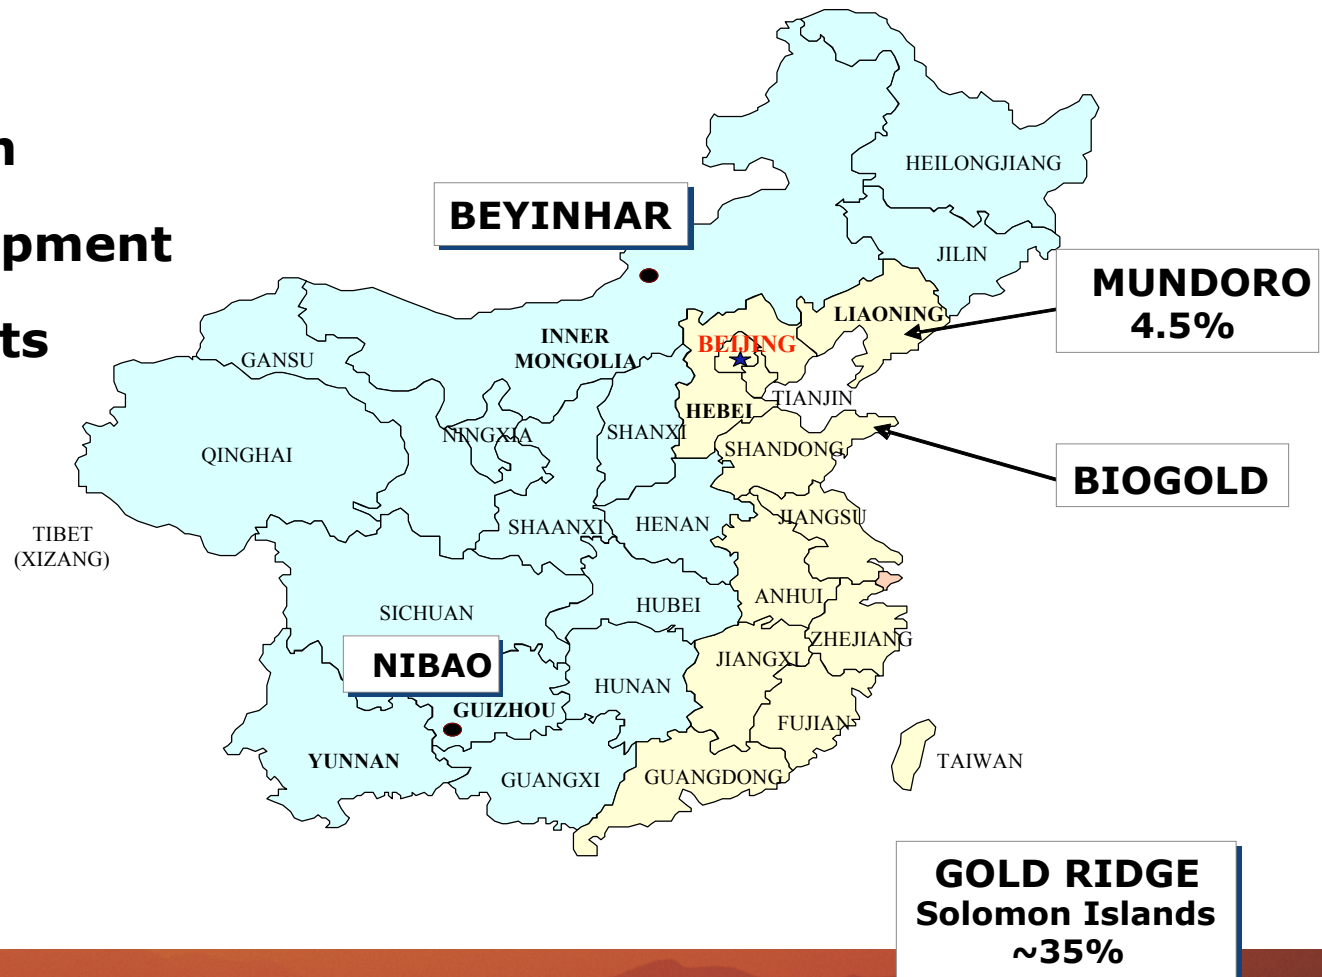 n
pment
ts
BEYINHAR
HEILONGJIANG
JILIN
MUNDORO
4.5%
LIAONING
INNER
MONGOLIA
BEIJING
GANSU
TIANJIN
HEBEI
NINGXIA
SHANXI
QINGHAI
SHANDONG
BIOGOLD
TIBET
(XIZANG)
SHAANXI
HENAN
JIANGSU
ANHUI
SICHUAN
HUBEI
ZHEJIANG
NIBAO
JIANGXI
HUNAN
GUIZHOU
FUJIAN
YUNNAN
GUANGXI
GUANGDONG
TAIWAN
GOLD RIDGE
Solomon Islands
~35%